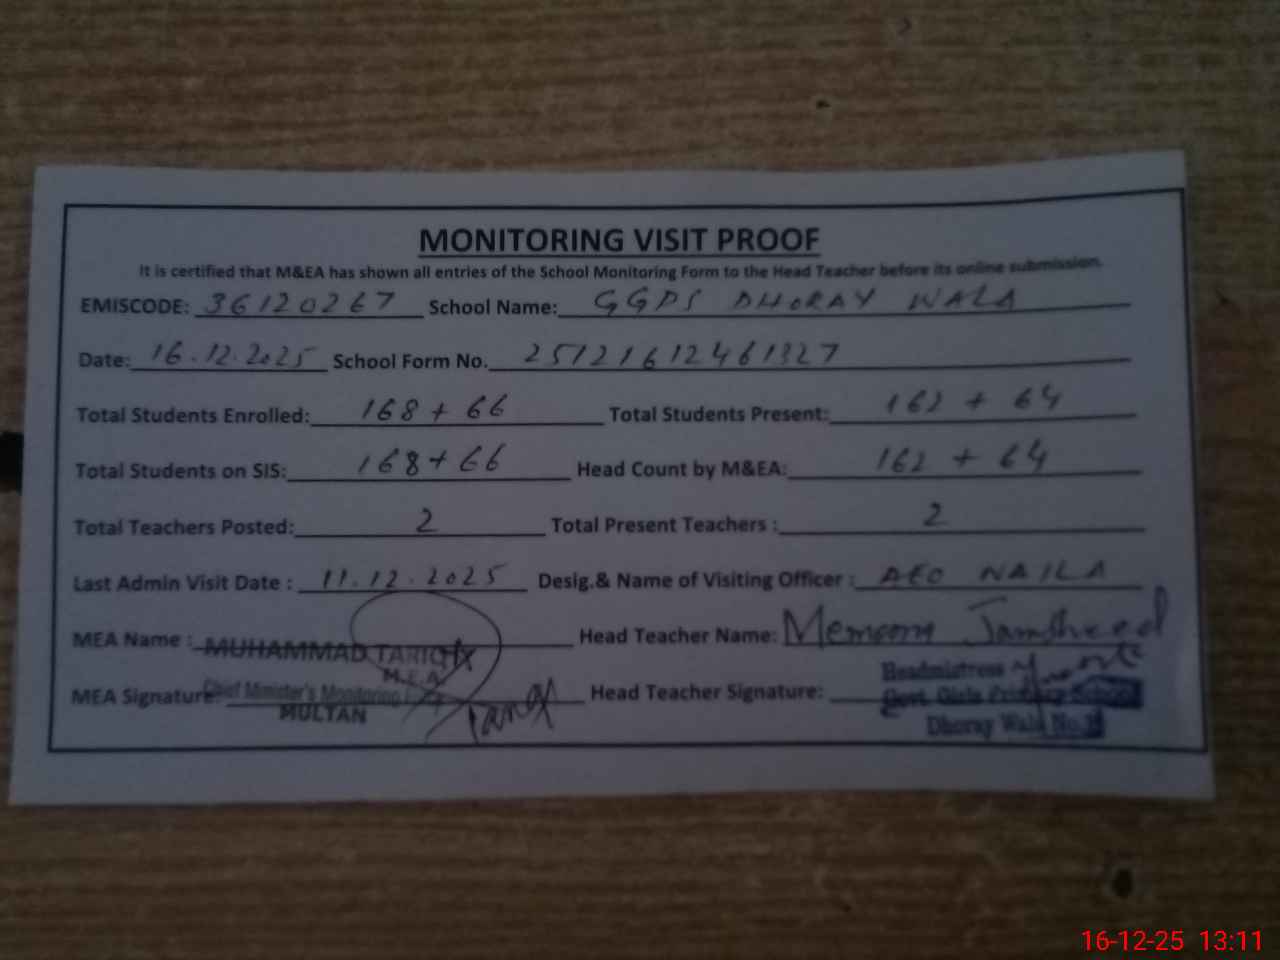 MONITORING VISIT PROOF
It is certified that M&EA has shown all entries of the School Monitoring Form to the Head Teacher before its online submission.
EMISCODE: 36120267 School Name: GGPS DHORAY WALA
Date: 16.12.2025 School Form No. 25121612461327
Total Students Enrolled: 168 + 66 Total Students Present: 162 + 64
Total Students on SIS: 168 + 66 Head Count by M&EA: 162 + 64
Total Teachers Posted: 2 Total Present Teachers : 2
Last Admin Visit Date : 11.12.2025 Desig.& Name of Visiting Officer : AEO NAILA
MEA Name : MUHAMMAD TARIQ Head Teacher Name: Memoona Jamsheed
M.E.A
MEA Signature: Chief Minister's Monitoring Head Teacher Signature:
MULTAN
Headmistress
Govt. Girls Primary School
Dhoray Wala No.
16-12-25 13:11